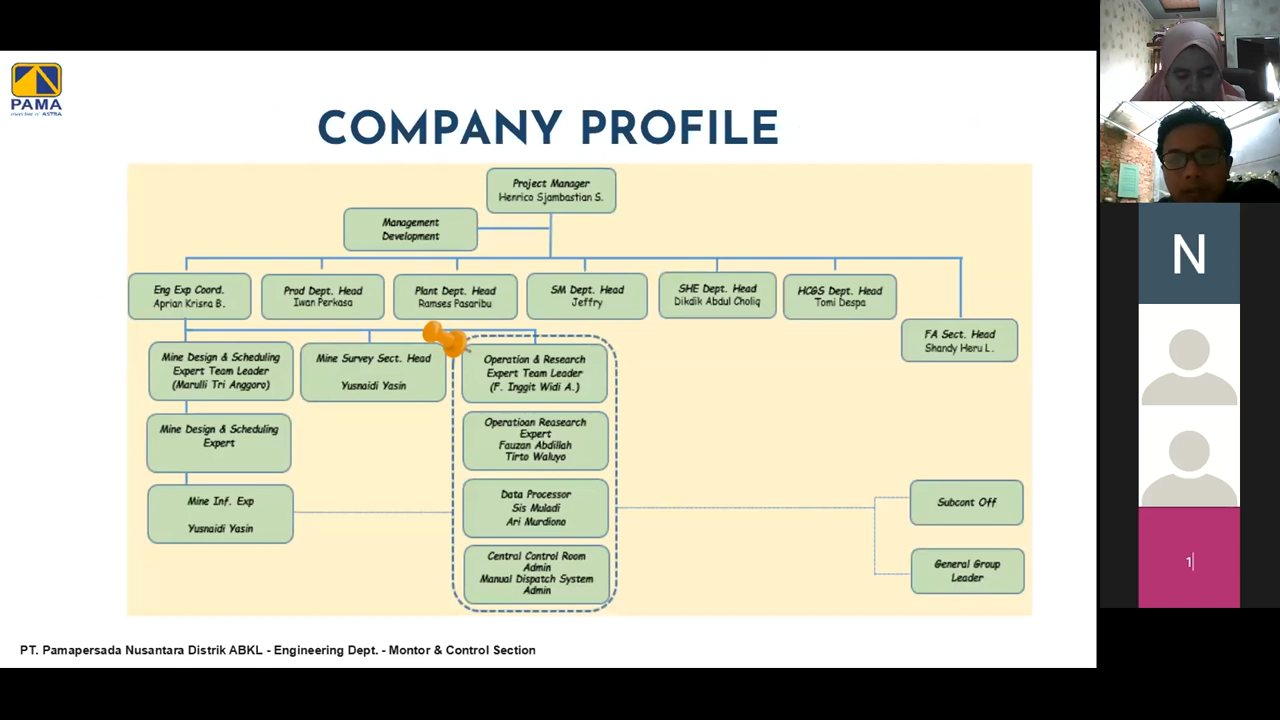 PAMA
member of ASTRA
COMPANY PROFILE
Project Manager
Henrico Sjambastian S.
Management
Development
Eng Exp Coord.
Aprian Krisna B.
Prod Dept. Head
Iwan Perkasa
Plant Dept. Head
Ramses Pasaribu
SM Dept. Head
Jeffry
SHE Dept. Head
Dikdik Abdul Choliq
HCGS Dept. Head
Tomi Despa
FA Sect. Head
Shandy Heru L.
Mine Design & Scheduling
Expert Team Leader
(Marulli Tri Anggoro)
Mine Survey Sect. Head
Yusnaidi Yasin
Operation & Research
Expert Team Leader
(F. Inggit Widi A.)
Mine Design & Scheduling
Expert
Operatioan Reasearch
Expert
Fauzan Abdillah
Tirto Waluyo
Mine Inf. Exp
Yusnaidi Yasin
Data Processor
Sis Muladi
Ari Murdiono
Central Control Room
Admin
Manual Dispatch System
Admin
Subcont Off
General Group
Leader
PT. Pamapersada Nusantara Distrik ABKL - Engineering Dept. - Montor & Control Section
N
1